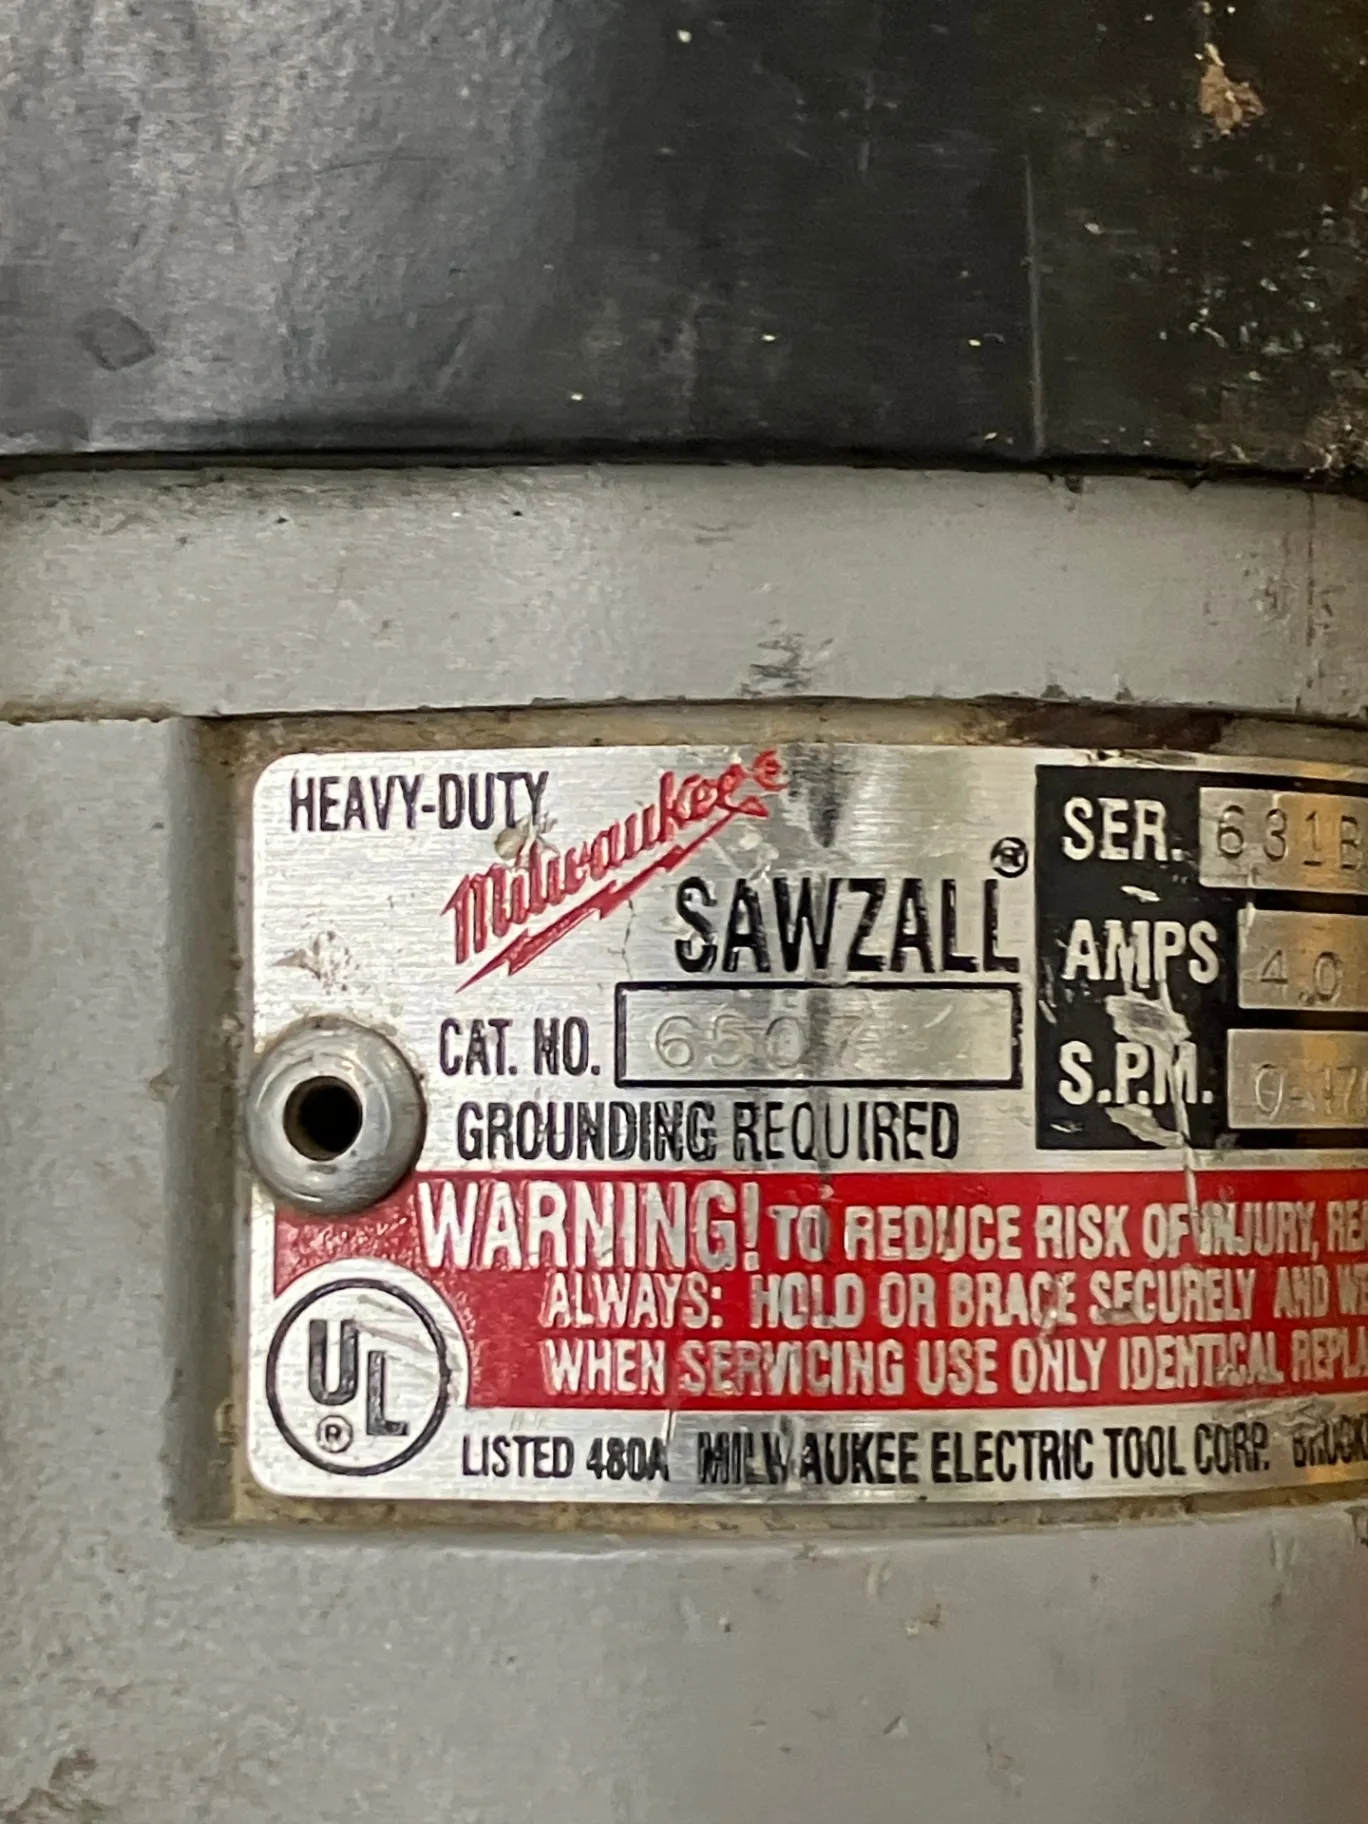 HEAVY-DUTY
Milwaukee ®
SAWZALL®
CAT. NO. 6507
GROUNDING REQUIRED
SER. 631B
AMPS 4.0
S.P.M. 0-17
WARNING! TO REDUCE RISK OF INJURY,
ALWAYS: HOLD OR BRACE SECURELY AND
WHEN SERVICING USE ONLY IDENTICAL
UL
®
LISTED 480A MILWAUKEE ELECTRIC TOOL CORP.